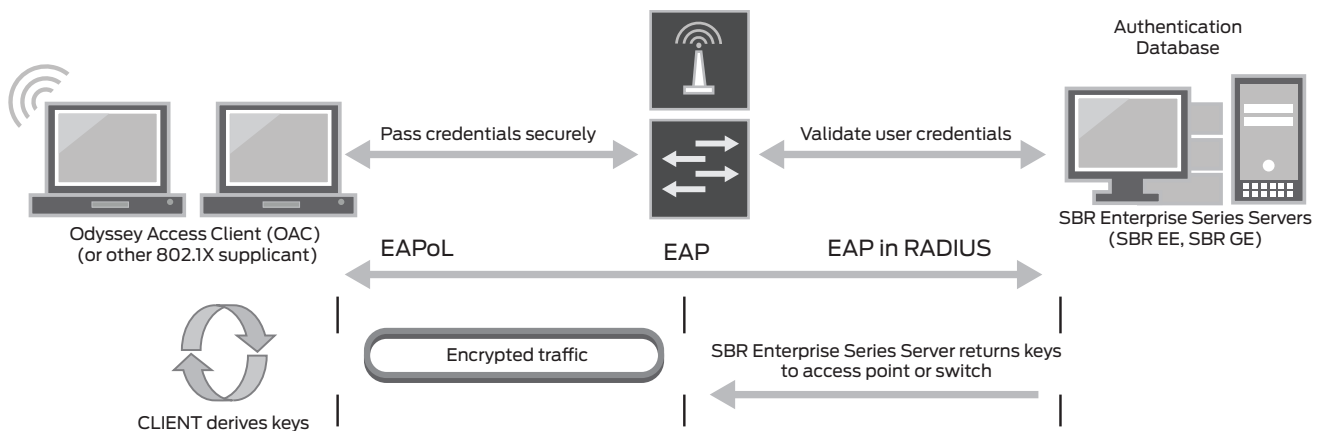 Authentication
Database
Pass credentials securely
Validate user credentials
Odyssey Access Client (OAC)
(or other 802.1X supplicant)
SBR Enterprise Series Servers
(SBR EE, SBR GE)
EAPoL
EAP
EAP in RADIUS
Encrypted traffic
SBR Enterprise Series Server returns keys
to access point or switch
CLIENT derives keys